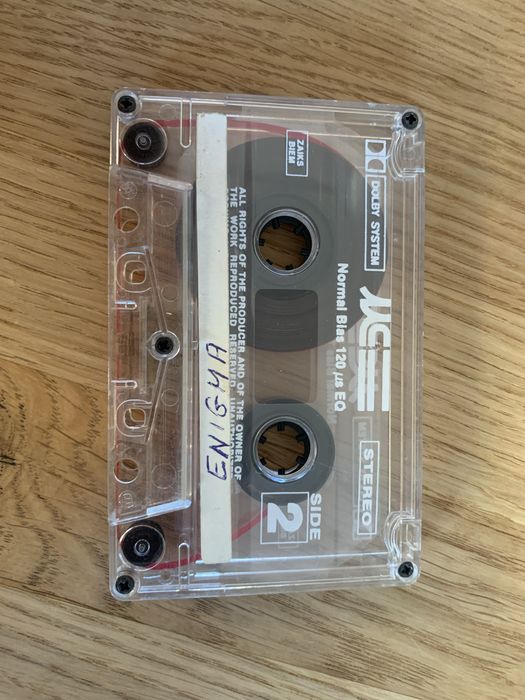 DOLBY SYSTEM
MC
STEREO
Normal Bias 120 µs EQ
ZAIKS
BIEM
SIDE
2
ALL RIGHTS OF THE PRODUCER AND OF THE OWNER OF
THE WORK REPRODUCED RESERVED
ENIGMA